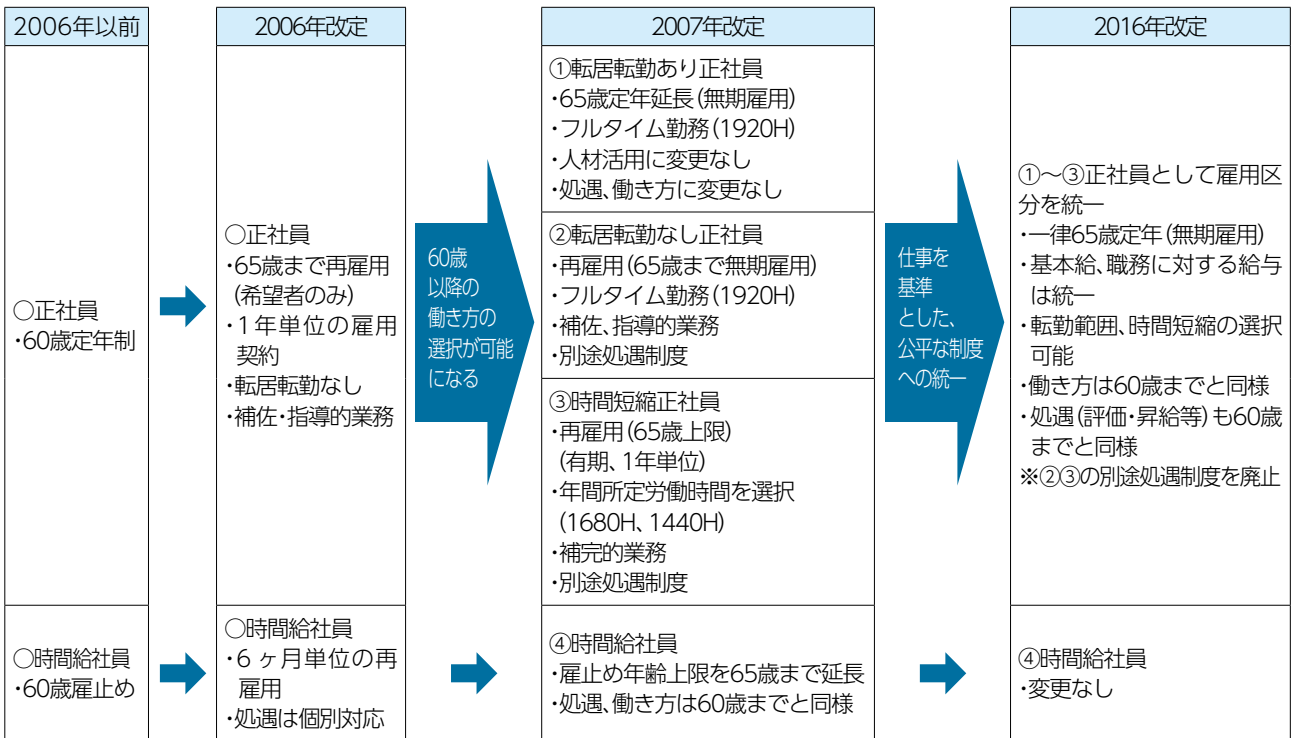 2006年以前
○正社員
・60歳定年制
○時間給社員
・60歳雇止め
2006年改定
○正社員
・65歳まで再雇用
(希望者のみ)
・1年単位の雇用
契約
・転居転勤なし
・補佐・指導的業務
○時間給社員
・6ヶ月単位の再
雇用
・処遇は個別対応
60歳
以降の
働き方の
選択が可能
になる
2007年改定
①転居転勤あり正社員
・65歳定年延長(無期雇用)
・フルタイム勤務(1920H)
・人材活用に変更なし
・処遇、働き方に変更なし
②転居転勤なし正社員
・再雇用(65歳まで無期雇用)
・フルタイム勤務(1920H)
・補佐、指導的業務
・別途処遇制度
③時間短縮正社員
・再雇用(65歳上限)
(有期、1年単位)
・年間所定労働時間を選択
(1680H、1440H)
・補完的業務
・別途処遇制度
④時間給社員
・雇止め年齢上限を65歳まで延長
・処遇、働き方は60歳までと同様
仕事を
基準
とした、
公平な制度
への統一
2016年改定
①～③正社員として雇用区
分を統一
・一律65歳定年(無期雇用)
・基本給、職務に対する給与
は統一
・転勤範囲、時間短縮の選択
可能
・働き方は60歳までと同様
・処遇(評価・昇給等)も60歳
までと同様
※②③の別途処遇制度を廃止
④時間給社員
・変更なし